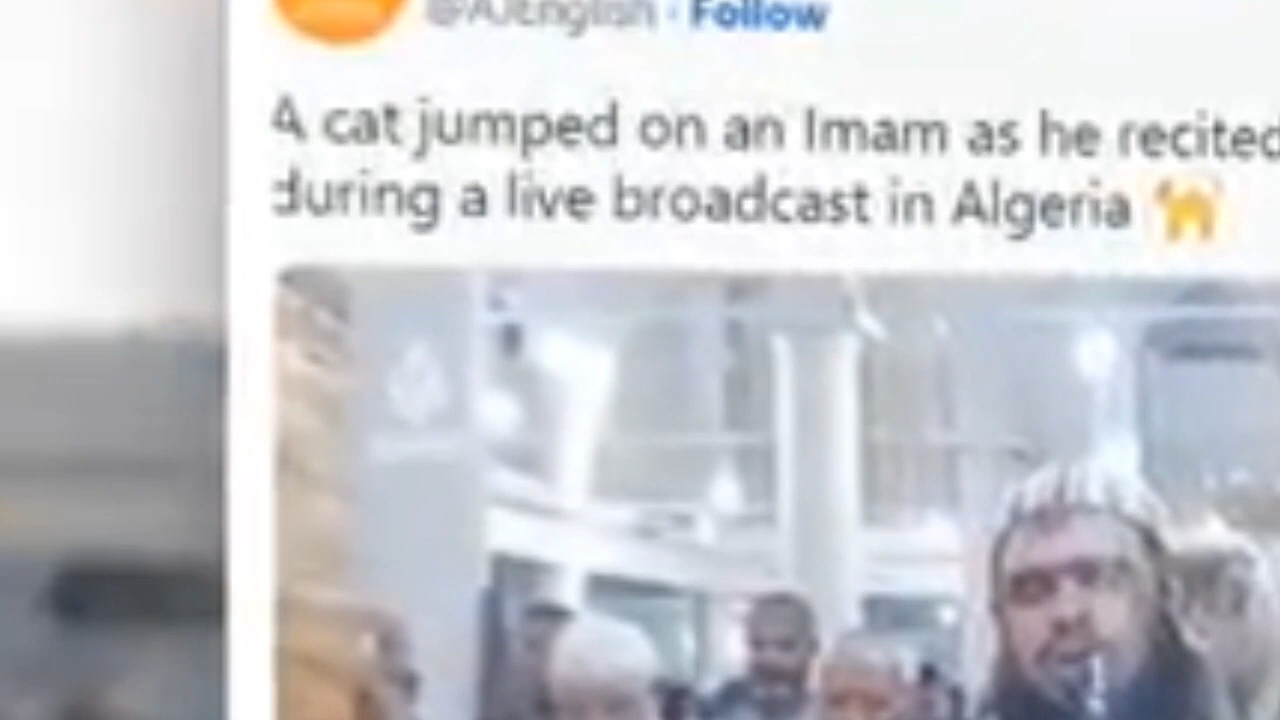 @AJEnglish · Follow
A cat jumped on an Imam as he recited
during a live broadcast in Algeria 🐈